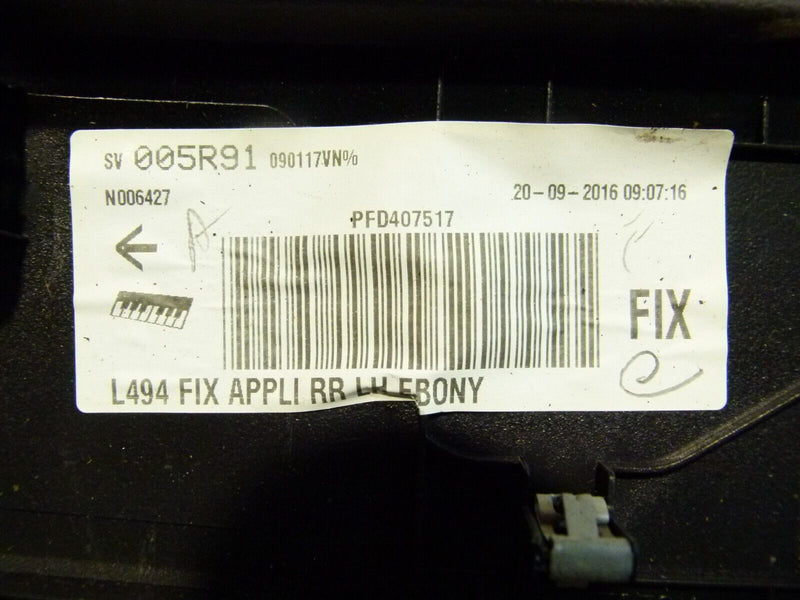 SV 005R91 090117VN%
N006427 20-09-2016 09:07:16
PFD407517
FIX
L494 FIX APPLI RR LH EBONY